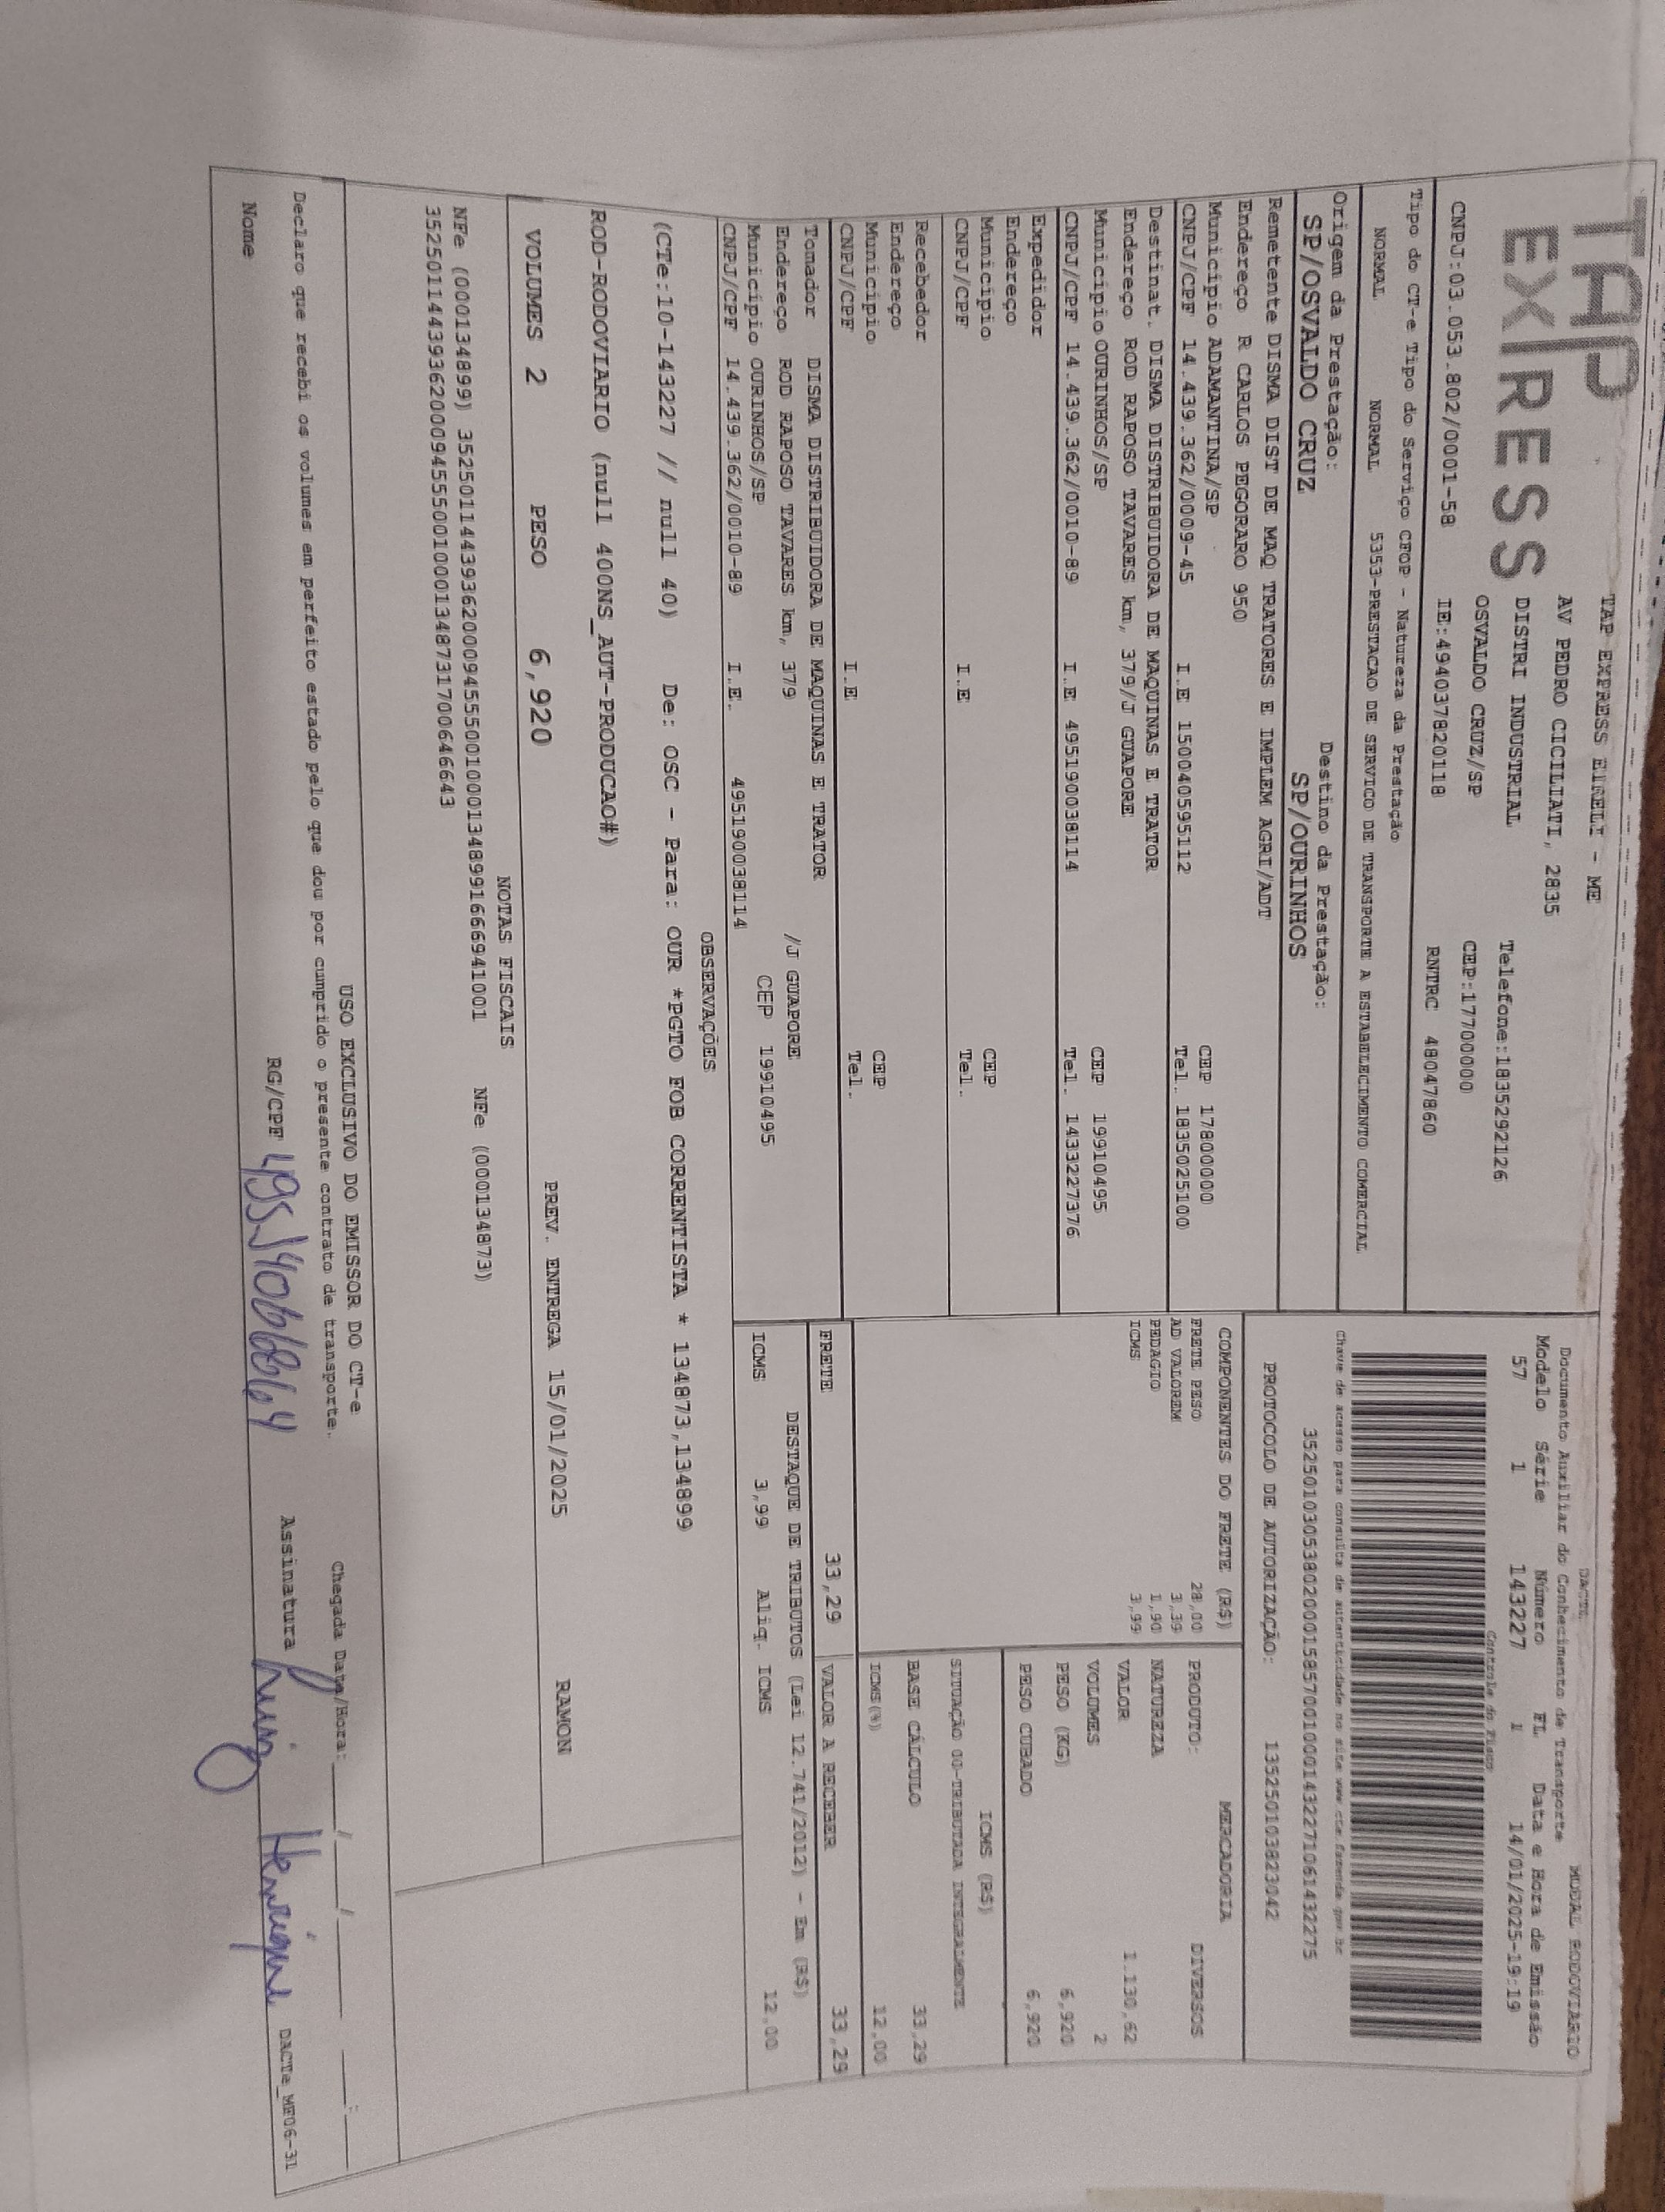 TAP EXPRESS
TAP EXPRESS EIRELI - ME
AV PEDRO CICILIATI, 2835
DISTRI INDUSTRIAL Telefone:1835292126
OSVALDO CRUZ/SP CEP:17700000
CNPJ:03.053.802/0001-58 IE:494037820118 RNTRC 48047860
DACTE MODAL RODOVIARIO
Documento Auxiliar do Conhecimento de Transporte
Modelo Série Número FL Data e Hora de Emissão
57 1 143227 1 14/01/2025-19:19
Controle do Fisco
Chave de acesso para consulta de autenticidade no site www cte fazenda gov br
35250103053802000158570010001432271061432275
PROTOCOLO DE AUTORIZAÇÃO: 135250103823042
Tipo do CT-e Tipo do Serviço CFOP - Natureza da Prestação
NORMAL NORMAL 5353-PRESTACAO DE SERVICO DE TRANSPORTE A ESTABELECIMENTO COMERCIAL
Origem da Prestação: Destino da Prestação:
SP/OSVALDO CRUZ SP/OURINHOS
Remetente DISMA DIST DE MAQ TRATORES E IMPLEM AGRI/ADT
Endereço R CARLOS PEGORARO 950
Município ADAMANTINA/SP CEP 17800000
CNPJ/CPF 14.439.362/0009-45 I.E 150040595112 Tel. 1835025100
Destinat. DISMA DISTRIBUIDORA DE MAQUINAS E TRATOR
Endereço ROD RAPOSO TAVARES km, 379/J GUAPORE
Municipio OURINHOS/SP CEP 19910495
CNPJ/CPF 14.439.362/0010-89 I.E 495190038114 Tel. 1433227376
Expedidor
Endereço
Municipio CEP
CNPJ/CPF I.E Tel.
Recebedor
Endereço
Município CEP
CNPJ/CPF I.E Tel.
Tomador DISMA DISTRIBUIDORA DE MAQUINAS E TRATOR
Endereço ROD RAPOSO TAVARES km, 379 /J GUAPORE
Município OURINHOS/SP CEP 19910495
CNPJ/CPF 14.439.362/0010-89 I.E. 495190038114
COMPONENTES DO FRETE (R$)
FRETE PESO 28,00
AD VALOREM 3,39
PEDAGIO 1,90
ICMS 3,99
MERCADORIA
PRODUTO: DIVERSOS
NATUREZA
VALOR 1.130,62
VOLUMES 2
PESO (KG) 6,920
PESO CUBADO 6,920
ICMS (R$)
SITUAÇÃO 00-TRIBUTADA INTEGRALMENTE
BASE CÁLCULO 33,29
ICMS(%) 12,00
FRETE 33,29 VALOR A RECEBER 33,29
DESTAQUE DE TRIBUTOS (Lei 12.741/2012) - Em (R$)
ICMS 3,99 Aliq. ICMS 12,00
OBSERVAÇÕES
(CTe:10-143227 // null 40) De: OSC - Para: OUR *PGTO FOB CORRENTISTA * 134873,134899
ROD-RODOVIARIO (null 400NS_AUT-PRODUCAO#)
VOLUMES 2 PESO 6,920 PREV. ENTREGA 15/01/2025 RAMON
NOTAS FISCAIS
NFe (000134899) 35250114439362000945550010001348991666941001 NFe (000134873)
35250114439362000945550010001348731700646643
USO EXCLUSIVO DO EMISSOR DO CT-e
Declaro que recebi os volumes em perfeito estado pelo que dou por cumprido o presente contrato de transporte. Chegada Data/Hora: ____/____/____ ___:___
Nome RG/CPF Assinatura Henrique DACTe_ME06-31